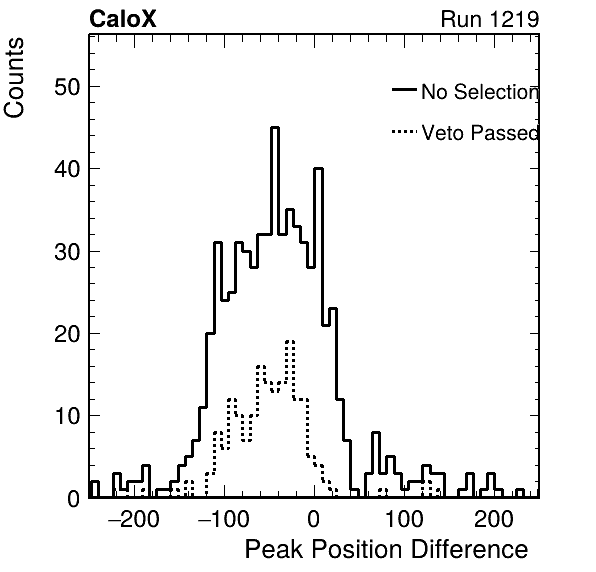 CaloX Run 1219
Counts
50
No Selection
Veto Passed
40
30
20
10
0
−200 −100 0 100 200
Peak Position Difference